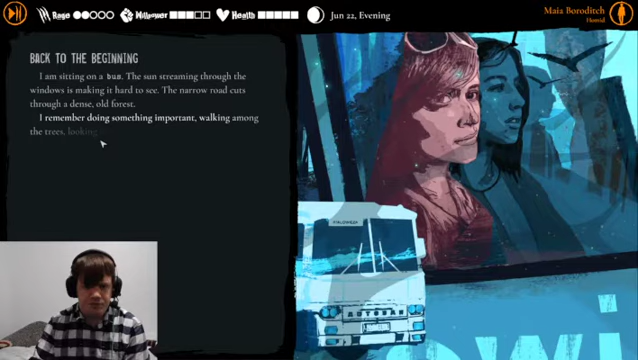 Rage
Willpower
Health
Jun 22, Evening
Maia Boroditch
Homid
BACK TO THE BEGINNING
I am sitting on a bus. The sun streaming through the
windows is making it hard to see. The narrow road cuts
through a dense, old forest.
I remember doing something important, walking among
the trees, looking